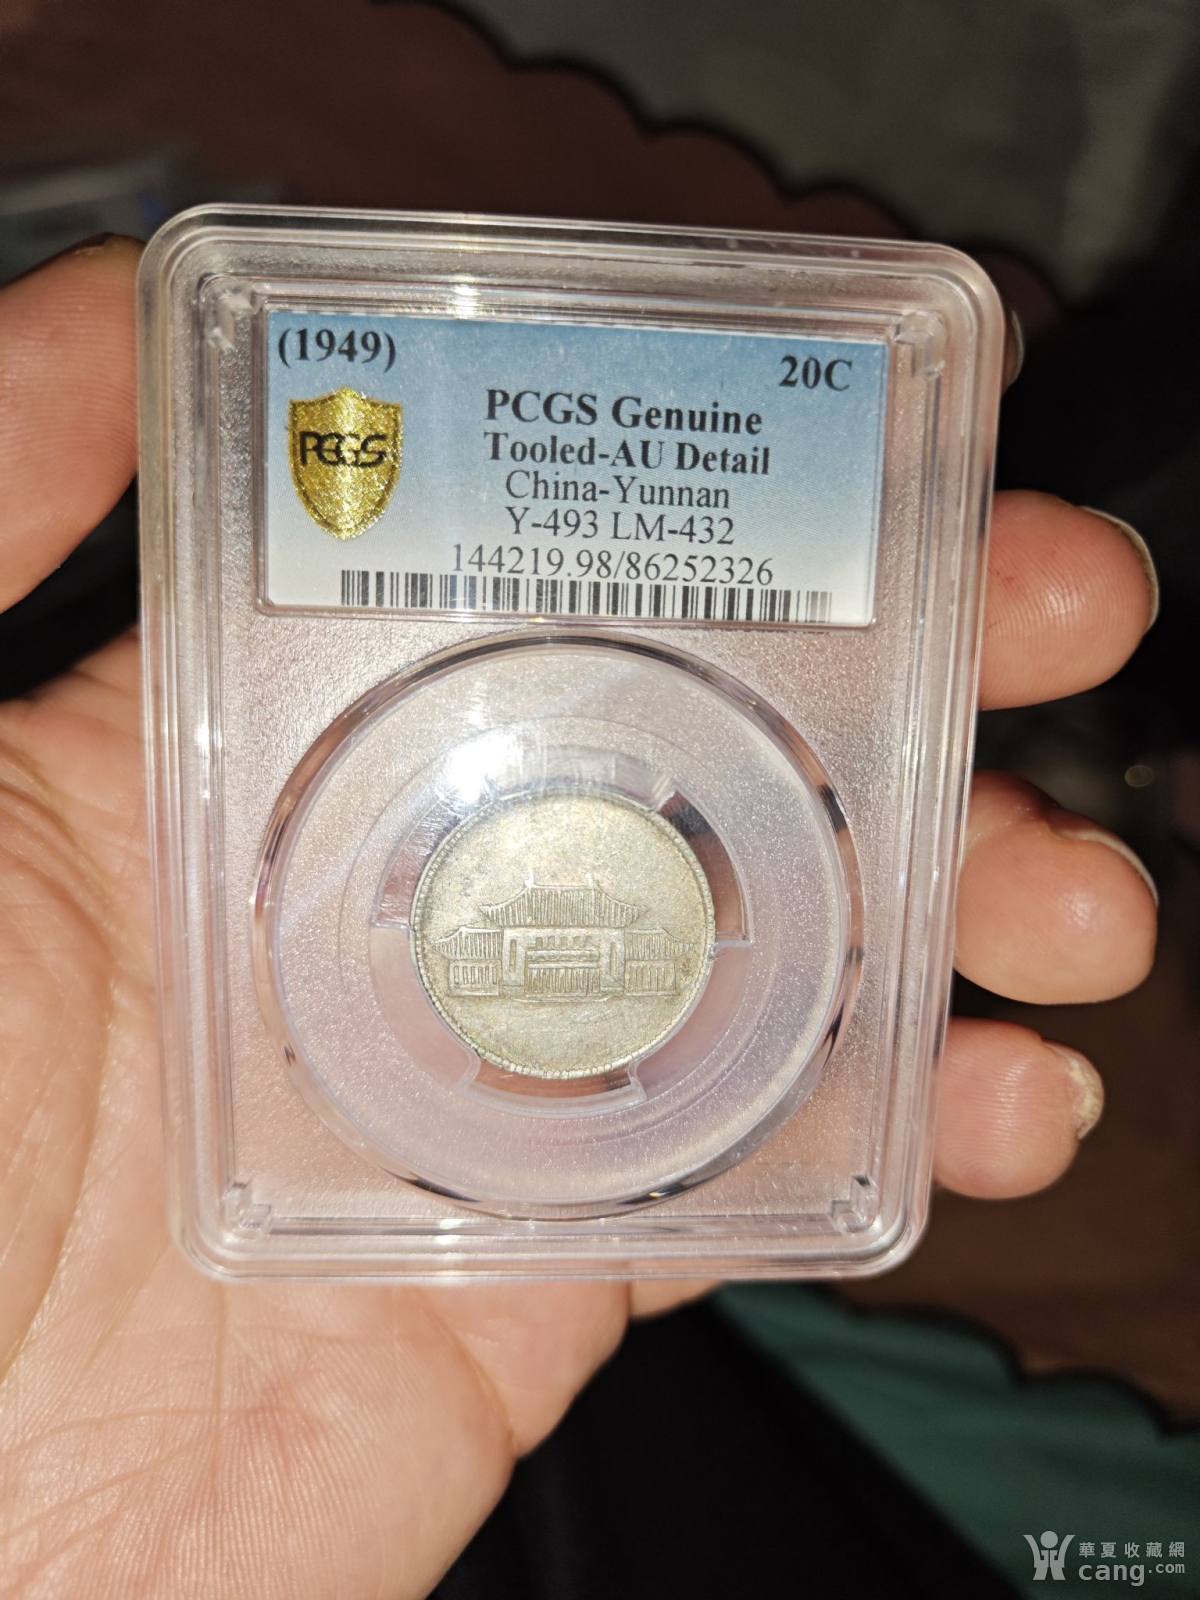 (1949)
20C
PCGS
PCGS Genuine
Tooled-AU Detail
China-Yunnan
Y-493 LM-432
144219.98/86252326
華夏收藏網
cang.com